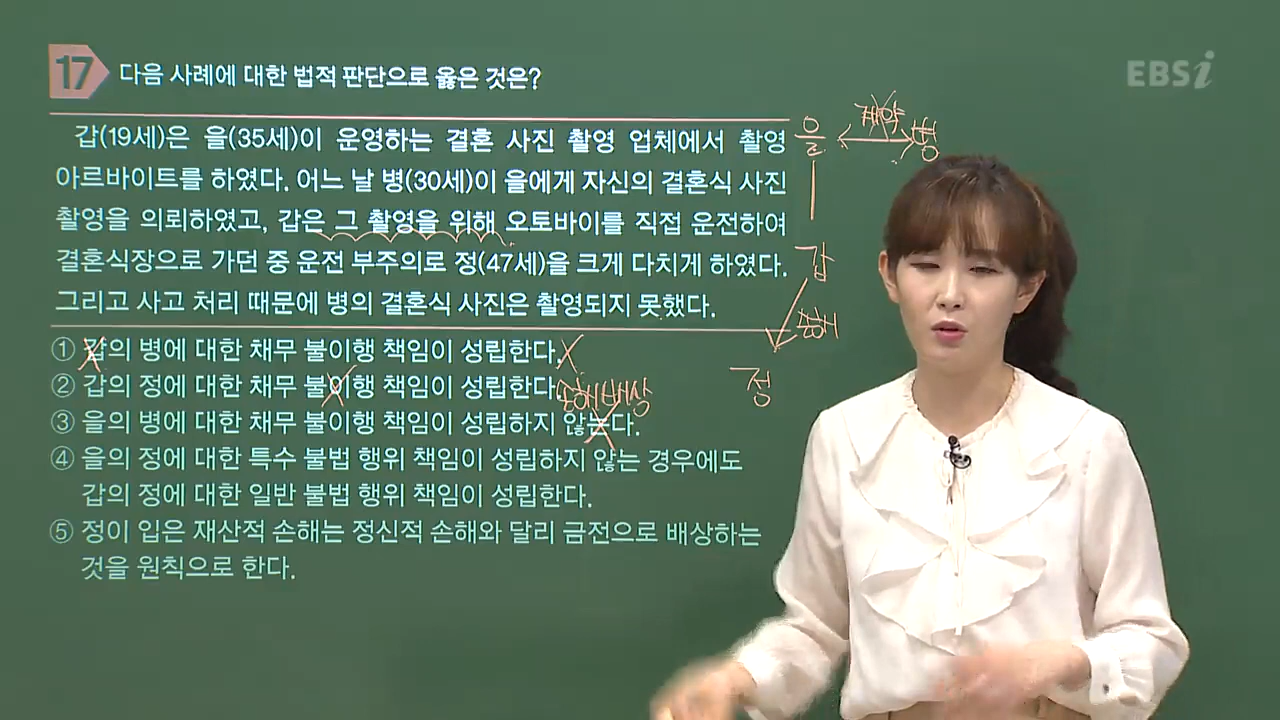 17 다음 사례에 대한 법적 판단으로 옳은 것은?
EBSi
갑(19세)은 을(35세)이 운영하는 결혼 사진 촬영 업체에서 촬영
아르바이트를 하였다. 어느 날 병(30세)이 을에게 자신의 결혼식 사진
촬영을 의뢰하였고, 갑은 그 촬영을 위해 오토바이를 직접 운전하여
결혼식장으로 가던 중 운전 부주의로 정(47세)을 크게 다치게 하였다.
그리고 사고 처리 때문에 병의 결혼식 사진은 촬영되지 못했다.
① 갑의 병에 대한 채무 불이행 책임이 성립한다.
② 갑의 정에 대한 채무 불이행 책임이 성립한다.
손해배상
③ 을의 병에 대한 채무 불이행 책임이 성립하지 않는다.
④ 을의 정에 대한 특수 불법 행위 책임이 성립하지 않는 경우에도
갑의 정에 대한 일반 불법 행위 책임이 성립한다.
⑤ 정이 입은 재산적 손해는 정신적 손해와 달리 금전으로 배상하는
것을 원칙으로 한다.
을 계약 병
갑
손해
정